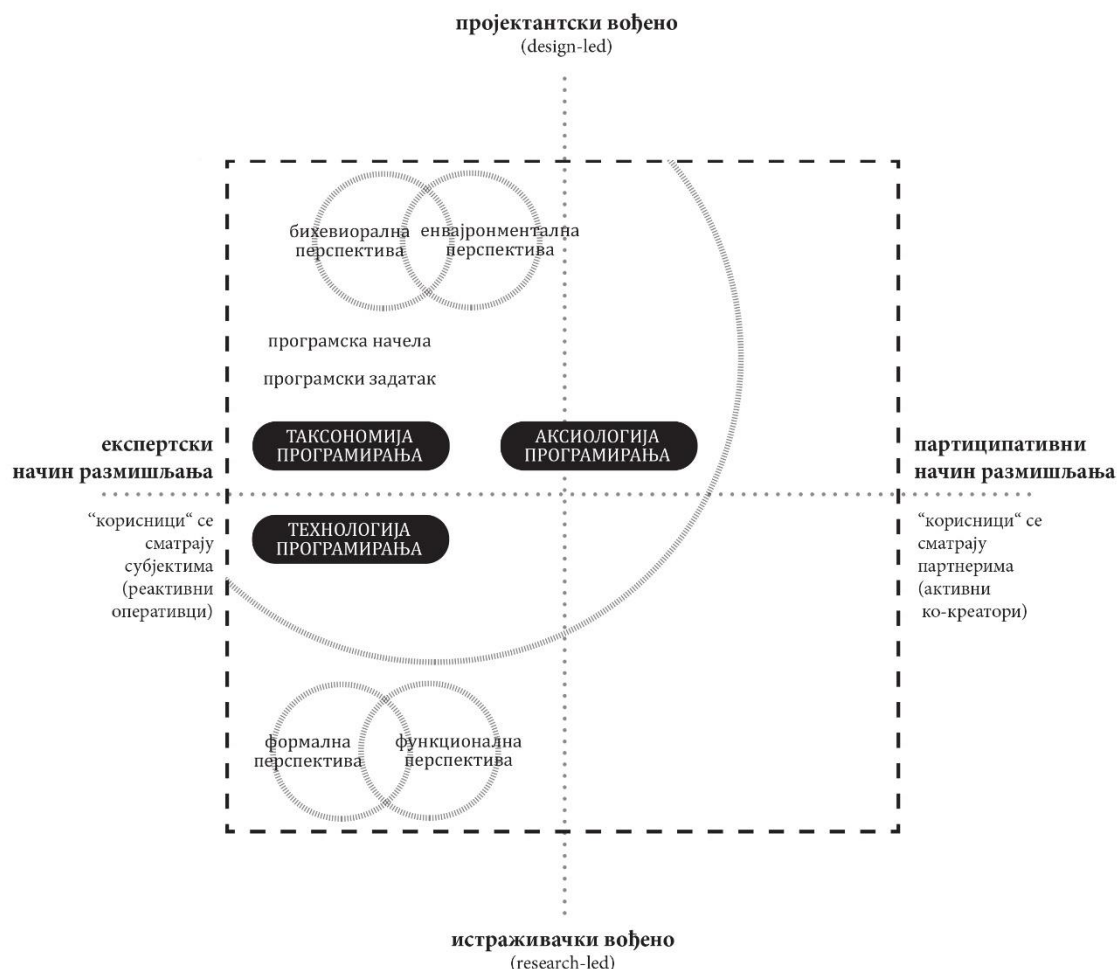 пројектантски вођено
(design-led)
бихевиорална
перспектива
енвајронментална
перспектива
програмска начела
програмски задатак
ТАКСОНОМИЈА
ПРОГРАМИРАЊА
АКСИОЛОГИЈА
ПРОГРАМИРАЊА
експертски
начин размишљања
партиципативни
начин размишљања
“корисници“ се
сматрају
субјектима
(реактивни
оперативци)
ТЕХНОЛОГИЈА
ПРОГРАМИРАЊА
“корисници“ се
сматрају
партнерима
(активни
ко-креатори)
формална
перспектива
функционална
перспектива
истраживачки вођено
(research-led)